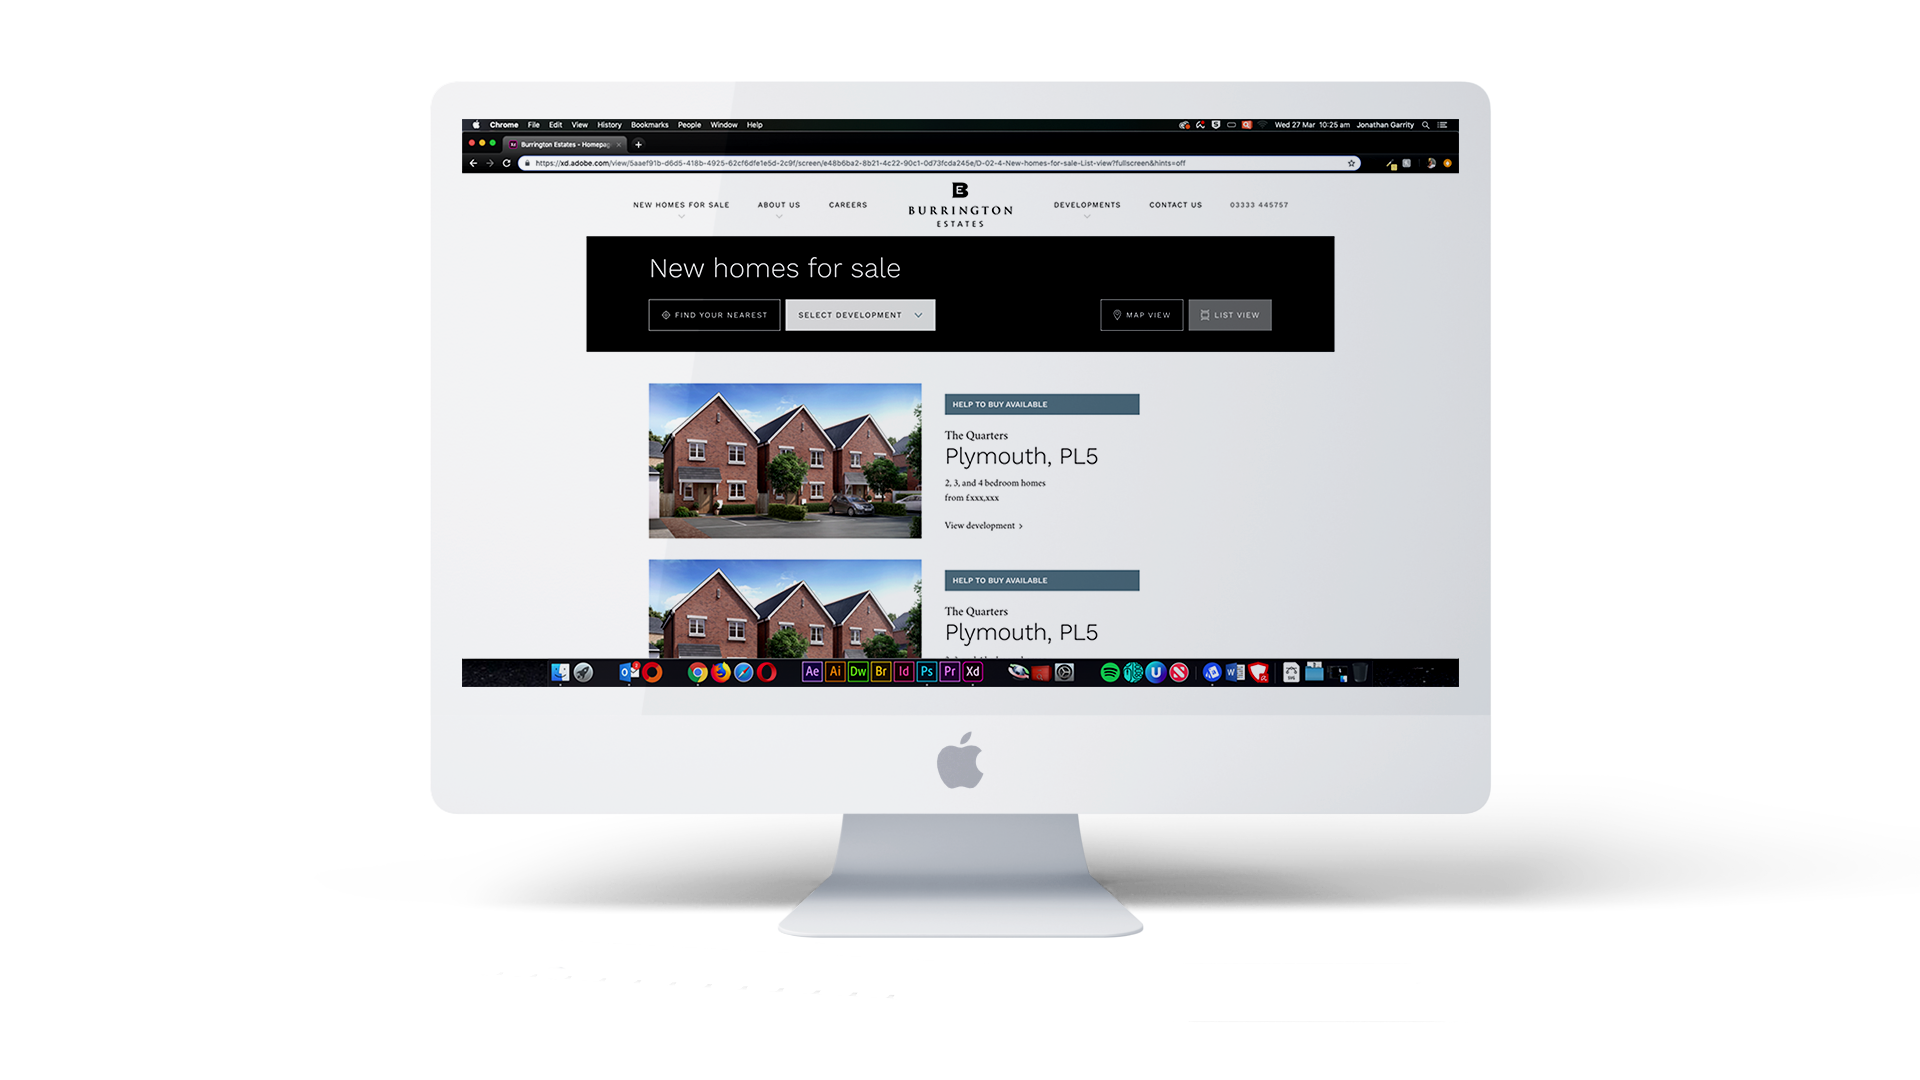 Chrome File Edit View History Bookmarks People Window Help
Wed 27 Mar 10:25 am Jonathan Garrity
Burrington Estates - Homepag
https://xd.adobe.com/view/5aaef91b-d6d5-418b-4925-62cf6dfe1e5d-2c9f/screen/e48b6ba2-8b21-4c22-90c1-0d73fcda245e/D-02-4-New-homes-for-sale-List-view?fullscreen&hints=off
NEW HOMES FOR SALE
ABOUT US
CAREERS
E
BURRINGTON
ESTATES
DEVELOPMENTS
CONTACT US
03333 445757
New homes for sale
FIND YOUR NEAREST
SELECT DEVELOPMENT
MAP VIEW
LIST VIEW
HELP TO BUY AVAILABLE
The Quarters
Plymouth, PL5
2, 3, and 4 bedroom homes
from £xxx,xxx
View development >
HELP TO BUY AVAILABLE
The Quarters
Plymouth, PL5
Ae Ai Dw Br Id Ps Pr Xd